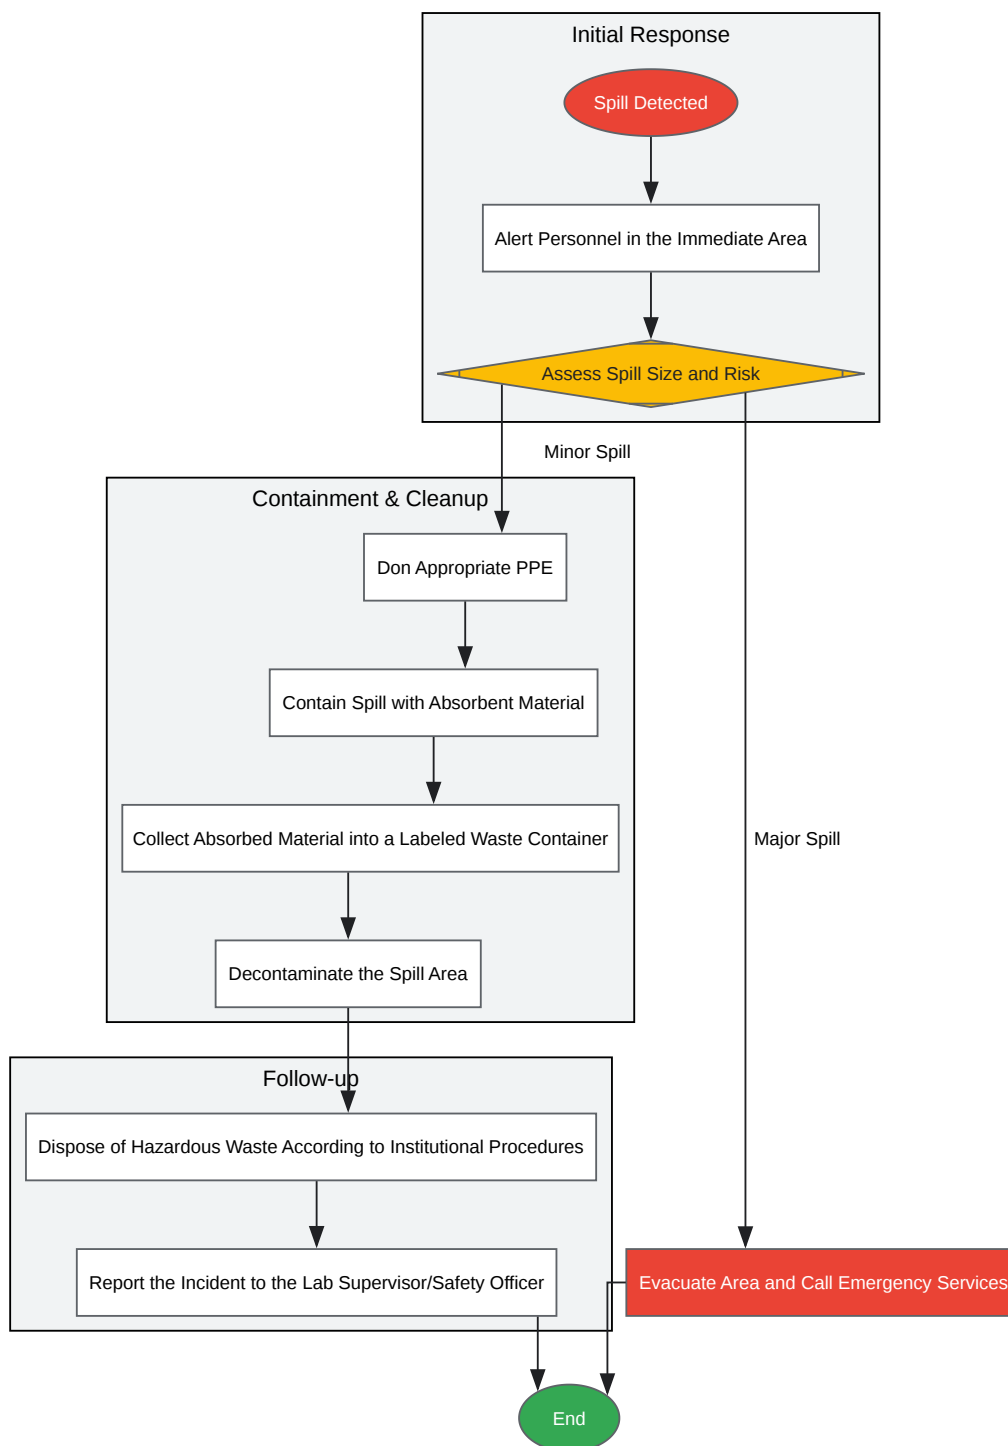 Initial Response
Spill Detected
Alert Personnel in the Immediate Area
Assess Spill Size and Risk
Minor Spill
Containment & Cleanup
Don Appropriate PPE
Contain Spill with Absorbent Material
Collect Absorbed Material into a Labeled Waste Container
Major Spill
Decontaminate the Spill Area
Follow-up
Dispose of Hazardous Waste According to Institutional Procedures
Report the Incident to the Lab Supervisor/Safety Officer
Evacuate Area and Call Emergency Services
End